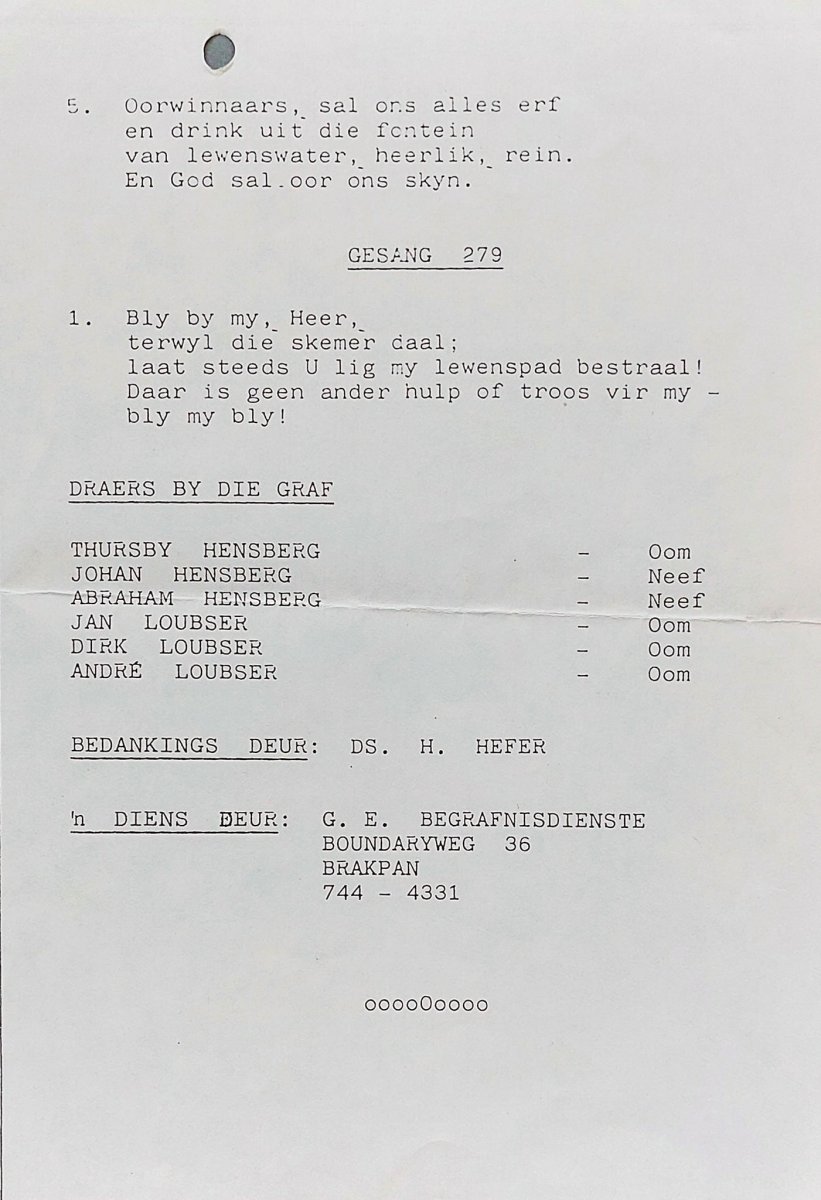 5. Oorwinnaars, sal ons alles erf
en drink uit die fontein
van lewenswater, heerlik, rein.
En God sal.oor ons skyn.
GESANG 279
1. Bly by my, Heer,
terwyl die skemer daal;
laat steeds U lig my lewenspad bestraal!
Daar is geen ander hulp of troos vir my -
bly my bly!
DRAERS BY DIE GRAF
THURSBY HENSBERG - Oom
JOHAN HENSBERG - Neef
ABRAHAM HENSBERG - Neef
JAN LOUBSER - Oom
DIRK LOUBSER - Oom
ANDRÉ LOUBSER - Oom
BEDANKINGS DEUR: DS. H. HEFER
'n DIENS DEUR: G. E. BEGRAFNISDIENSTE
BOUNDARYWEG 36
BRAKPAN
744 - 4331
ooooOoooo